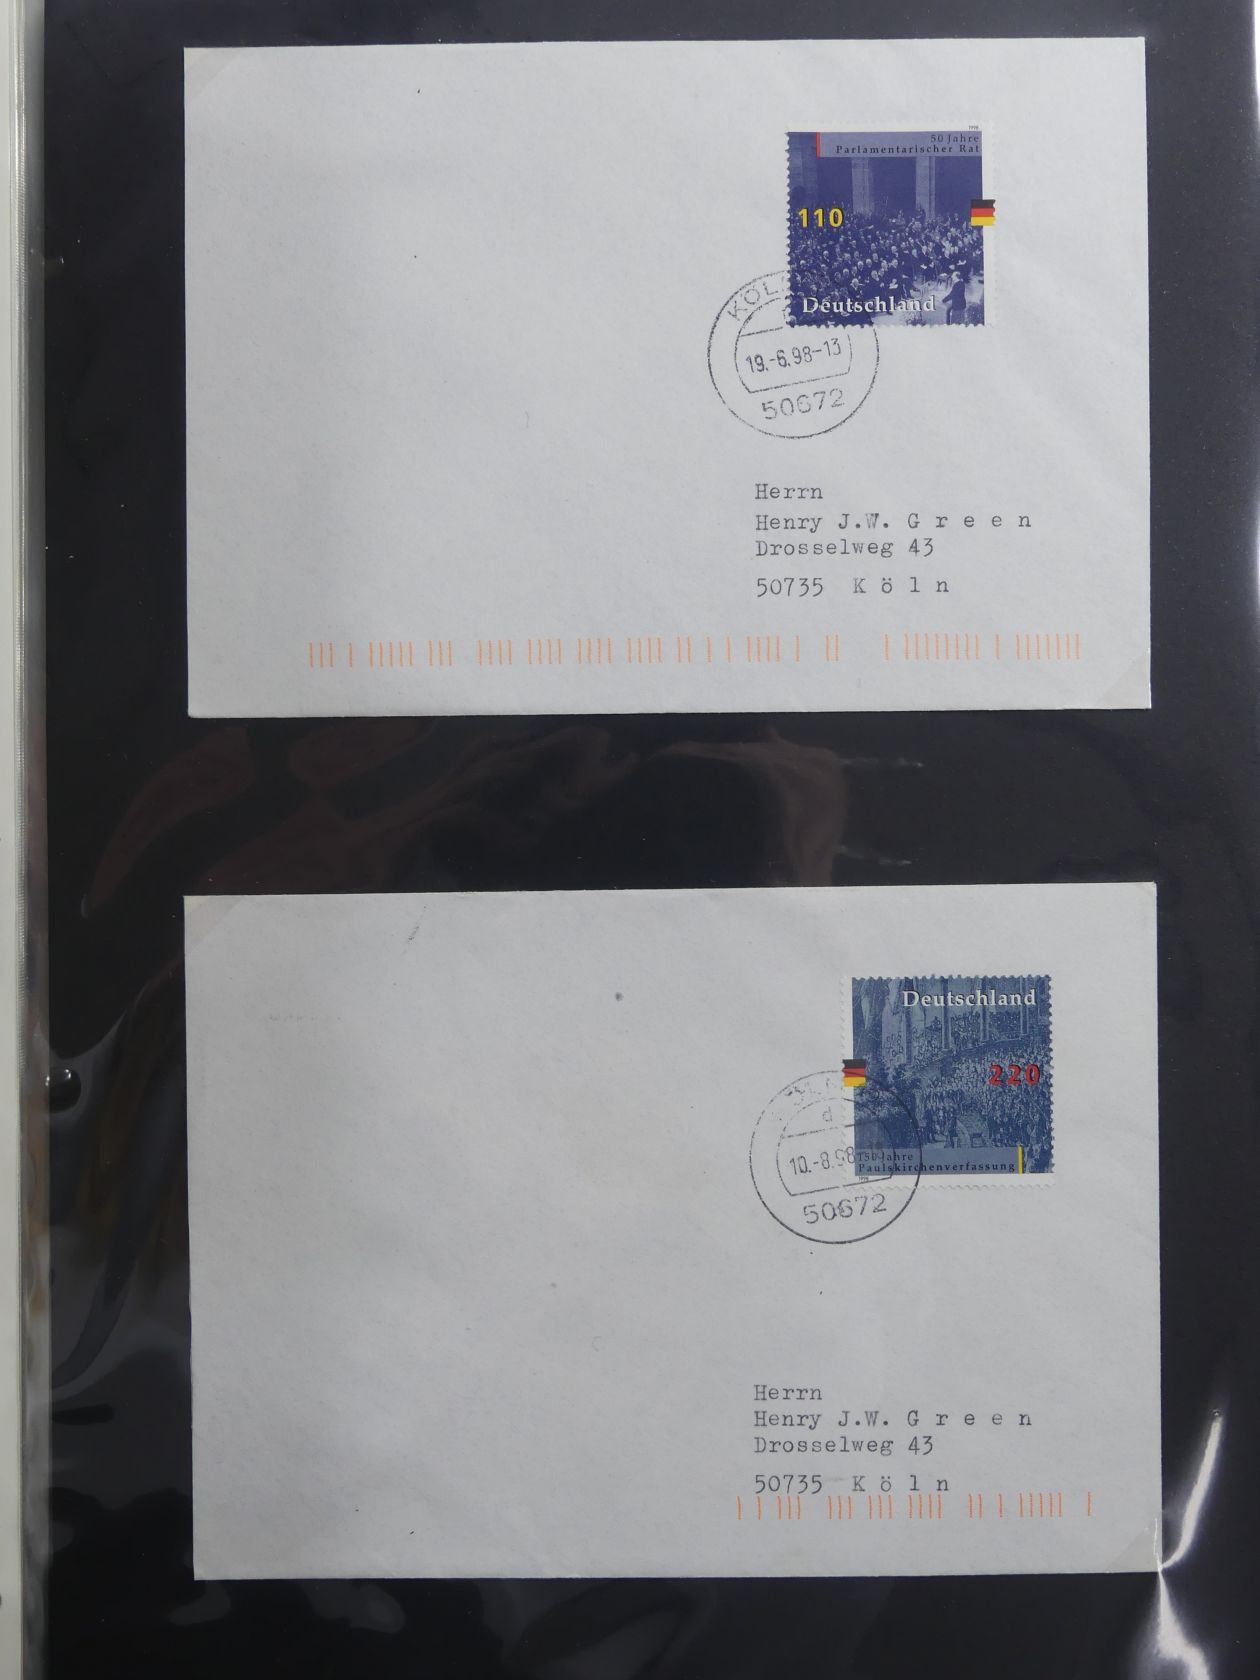 1998
50 Jahre
Parlamentarischer Rat
110
Deutschland
19.-6.98-13
50672
Herrn
Henry J.W. G r e e n
Drosselweg 43
50735 K ö l n
Deutschland
220
d
10.-8.98
150 Jahre
Paulskirchenverfassung
1998
50672
Herrn
Henry J.W. G r e e n
Drosselweg 43
50735 K ö l n